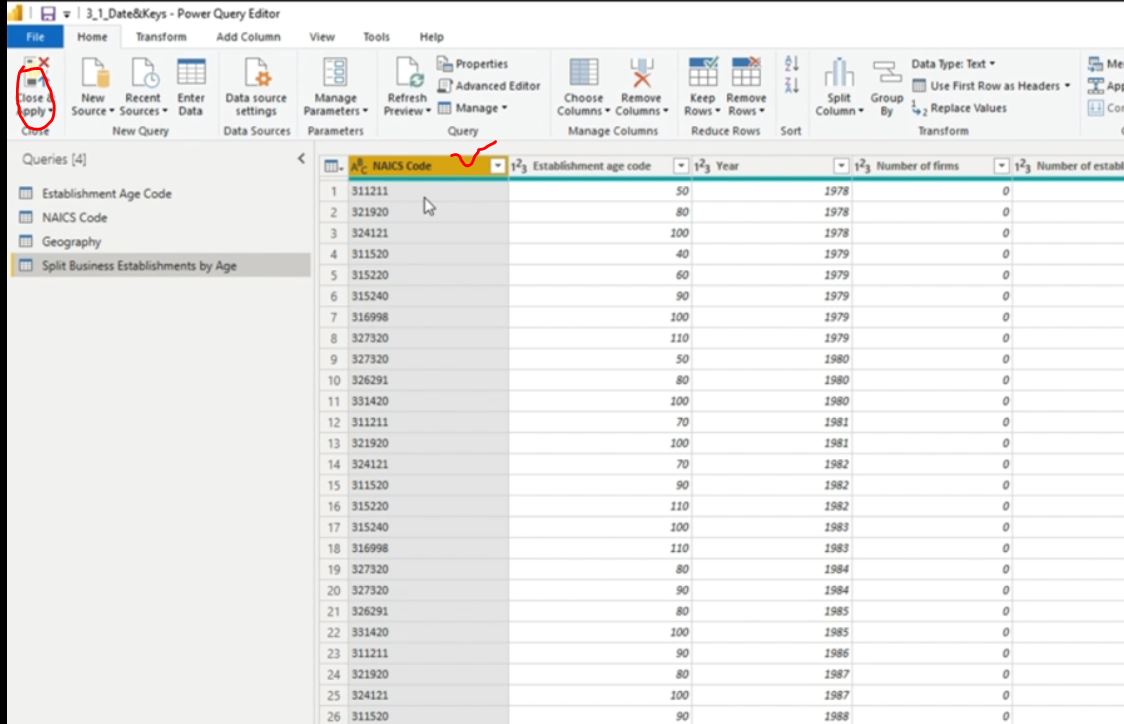 3_1_Date&Keys - Power Query Editor
File Home Transform Add Column View Tools Help
Close & Apply
New Source
Recent Sources
Enter Data
Data source settings
Manage Parameters
Refresh Preview
Properties
Advanced Editor
Manage
Choose Columns
Remove Columns
Keep Rows
Remove Rows
Split Column
Group By
Data Type: Text
Use First Row as Headers
Replace Values
Close New Query Data Sources Parameters Query Manage Columns Reduce Rows Sort Transform
Queries [4]
Establishment Age Code
NAICS Code
Geography
Split Business Establishments by Age
NAICS Code Establishment age code Year Number of firms Number of
1 311211 50 1978 0
2 321920 80 1978 0
3 324121 100 1978 0
4 311520 40 1979 0
5 315220 60 1979 0
6 315240 90 1979 0
7 316998 100 1979 0
8 327320 110 1979 0
9 327320 50 1980 0
10 326291 80 1980 0
11 331420 100 1980 0
12 311211 70 1981 0
13 321920 100 1981 0
14 324121 70 1982 0
15 311520 90 1982 0
16 315220 110 1982 0
17 315240 100 1983 0
18 316998 110 1983 0
19 327320 80 1984 0
20 327320 90 1984 0
21 326291 80 1985 0
22 331420 100 1985 0
23 311211 90 1986 0
24 321920 80 1987 0
25 324121 100 1987 0
26 311520 90 1988 0